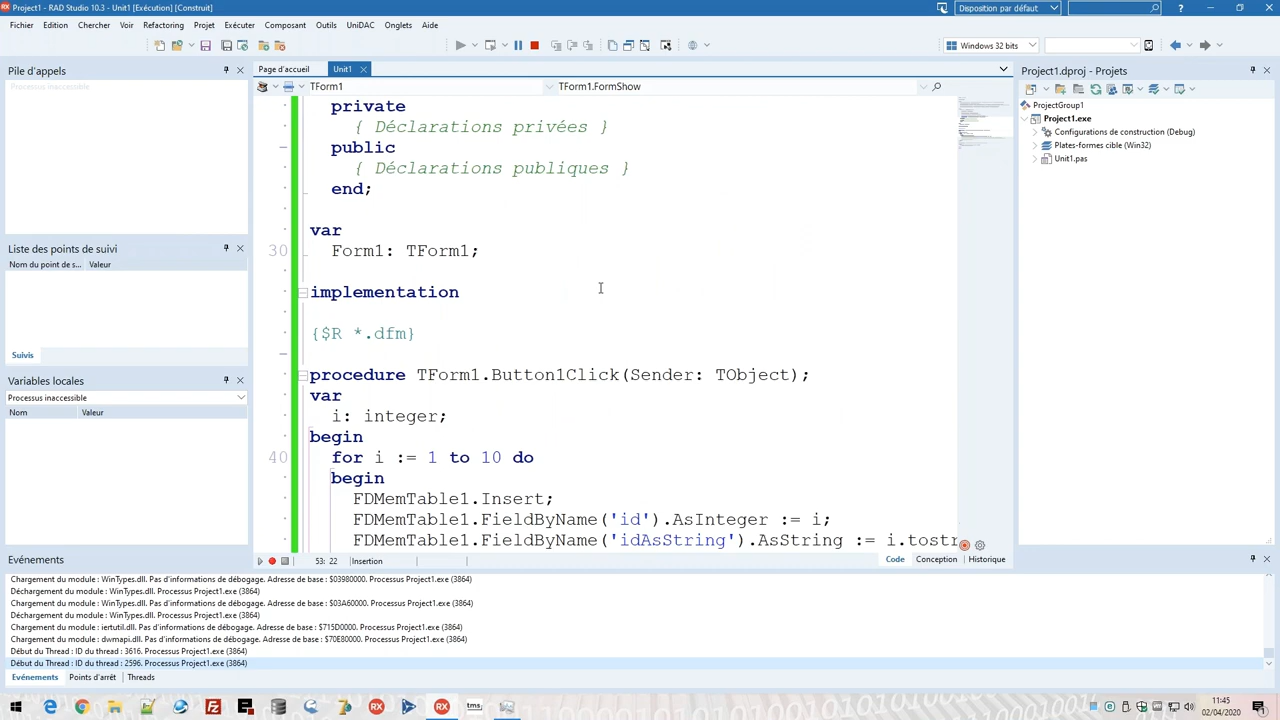 Project1 - RAD Studio 10.3 - Unit1 [Exécution] [Construit]
Disposition par défaut
Fichier Edition Chercher Projet Exécuter Composant Outils UniDAC Onglets Aide
Windows 32 bits
Pile d'appels
Processus inaccessible
Page d'accueil
Unit1
TForm1
TForm1.FormShow
Project1.dproj - Projets
ProjectGroup1
Project1.exe
Configurations de construction (Debug)
Plates-formes cible (Win32)
Unit1.pas
private
{ Déclarations privées }
public
{ Déclarations publiques }
end;
var
30 Form1: TForm1;
implementation
{$R *.dfm}
procedure TForm1.Button1Click(Sender: TObject);
var
i: integer;
begin
40 for i := 1 to 10 do
begin
FDMemTable1.Insert;
FDMemTable1.FieldByName('id').AsInteger := i;
FDMemTable1.FieldByName('idAsString').AsString := i.tostr
Liste des points de suivi
Nom du point de s... Valeur
Suivis
Variables locales
Processus inaccessible
Nom Valeur
53: 22 Insertion
Code Conception Historique
Evénements
Chargement du module : WinTypes.dll. Pas d'informations de débogage. Adresse de base : $03980000. Processus Project1.exe (3864)
Déchargement du module : WinTypes.dll. Processus Project1.exe (3864)
Chargement du module : WinTypes.dll. Pas d'informations de débogage. Adresse de base : $03A60000. Processus Project1.exe (3864)
Déchargement du module : WinTypes.dll. Processus Project1.exe (3864)
Chargement du module : iertutil.dll. Pas d'informations de débogage. Adresse de base : $715D0000. Processus Project1.exe (3864)
Chargement du module : dwmapi.dll. Pas d'informations de débogage. Adresse de base : $70E80000. Processus Project1.exe (3864)
Début du Thread : ID du thread : 3616. Processus Project1.exe (3864)
Début du Thread : ID du thread : 2596. Processus Project1.exe (3864)
Evénements Points d'arrêt Threads
tms
11:45
02/04/2020